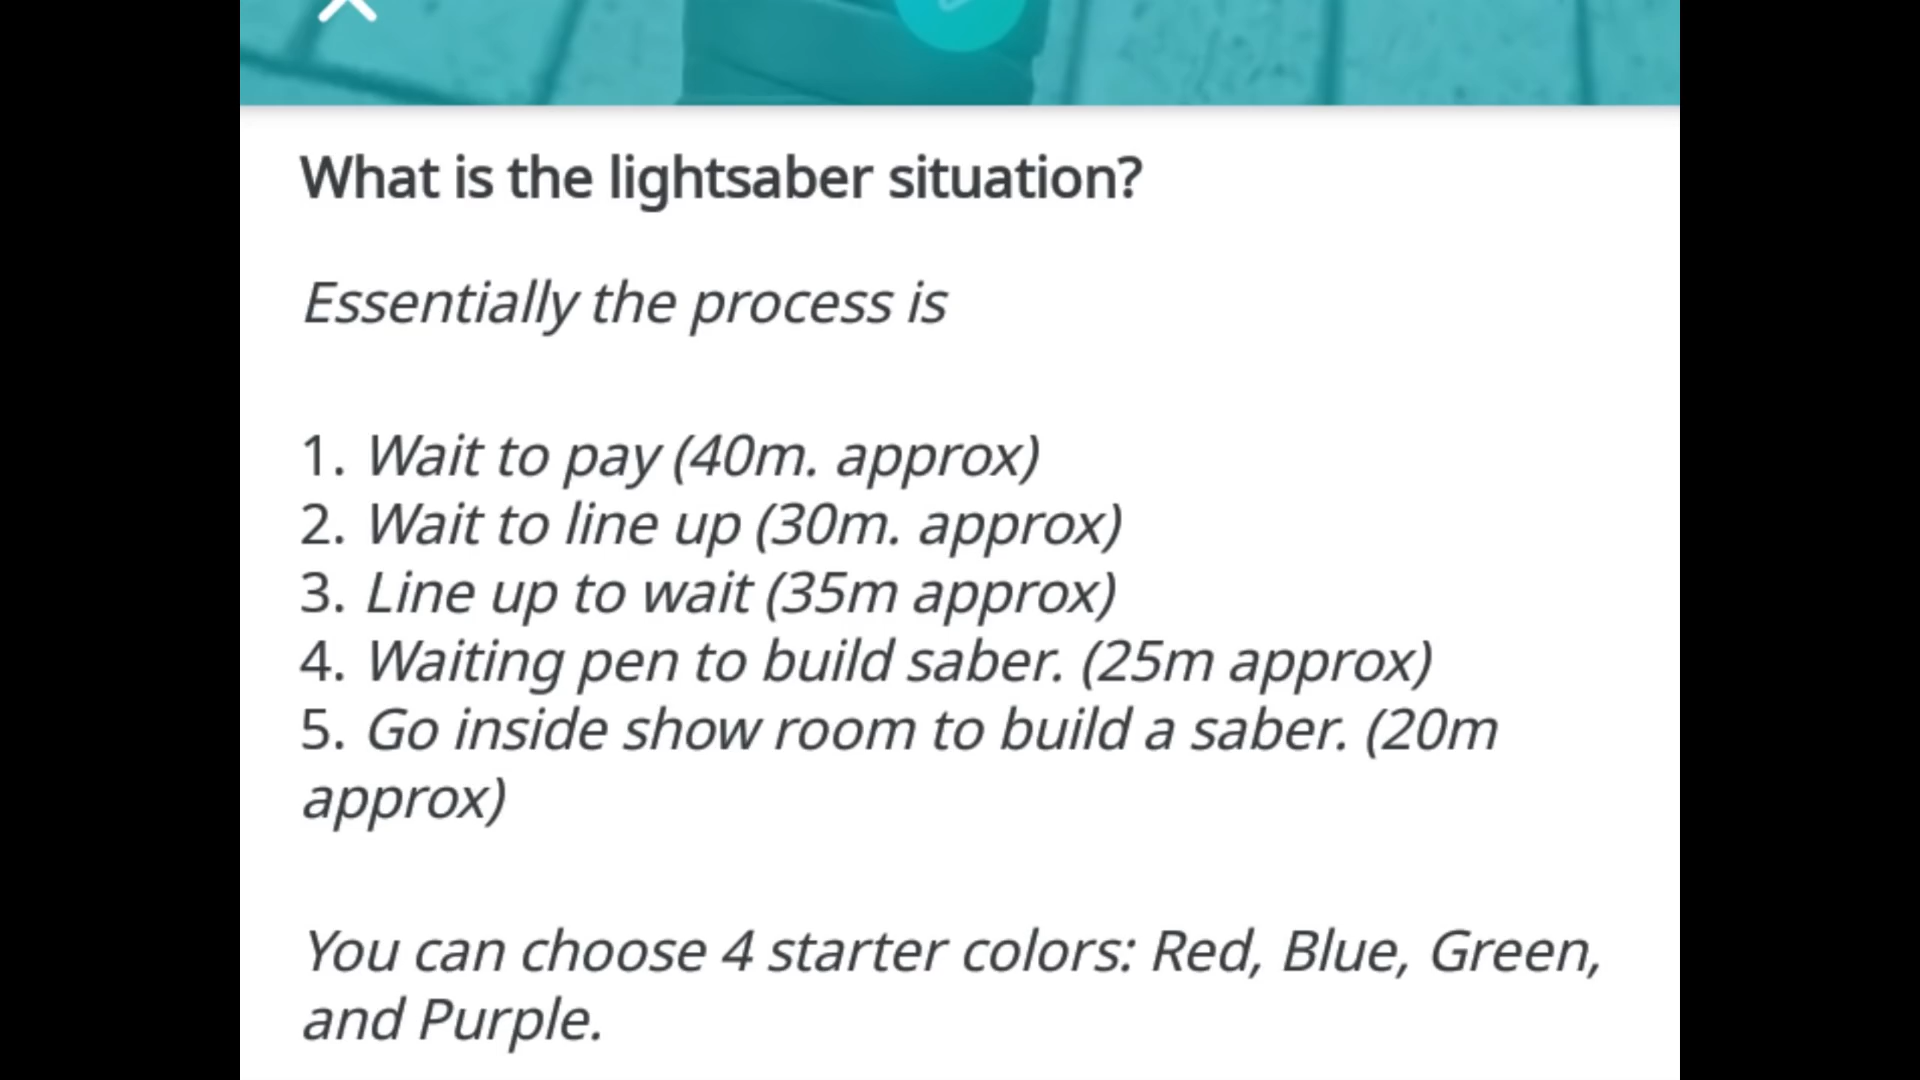 What is the lightsaber situation?
Essentially the process is
1. Wait to pay (40m. approx)
2. Wait to line up (30m. approx)
3. Line up to wait (35m approx)
4. Waiting pen to build saber. (25m approx)
5. Go inside show room to build a saber. (20m
approx)
You can choose 4 starter colors: Red, Blue, Green,
and Purple.